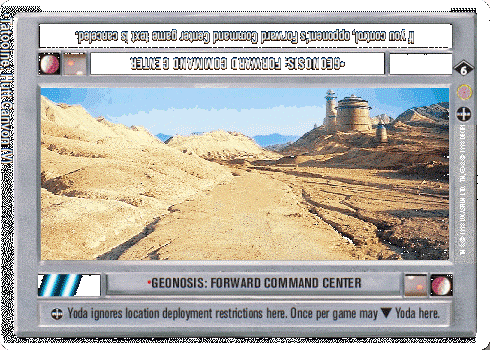 If you control, opponent's Forward Command Center game text is canceled.
•GEONOSIS: FORWARD COMMAND CENTER
6
•GEONOSIS: FORWARD COMMAND CENTER
Yoda ignores location deployment restrictions here. Once per game may ▼ Yoda here.